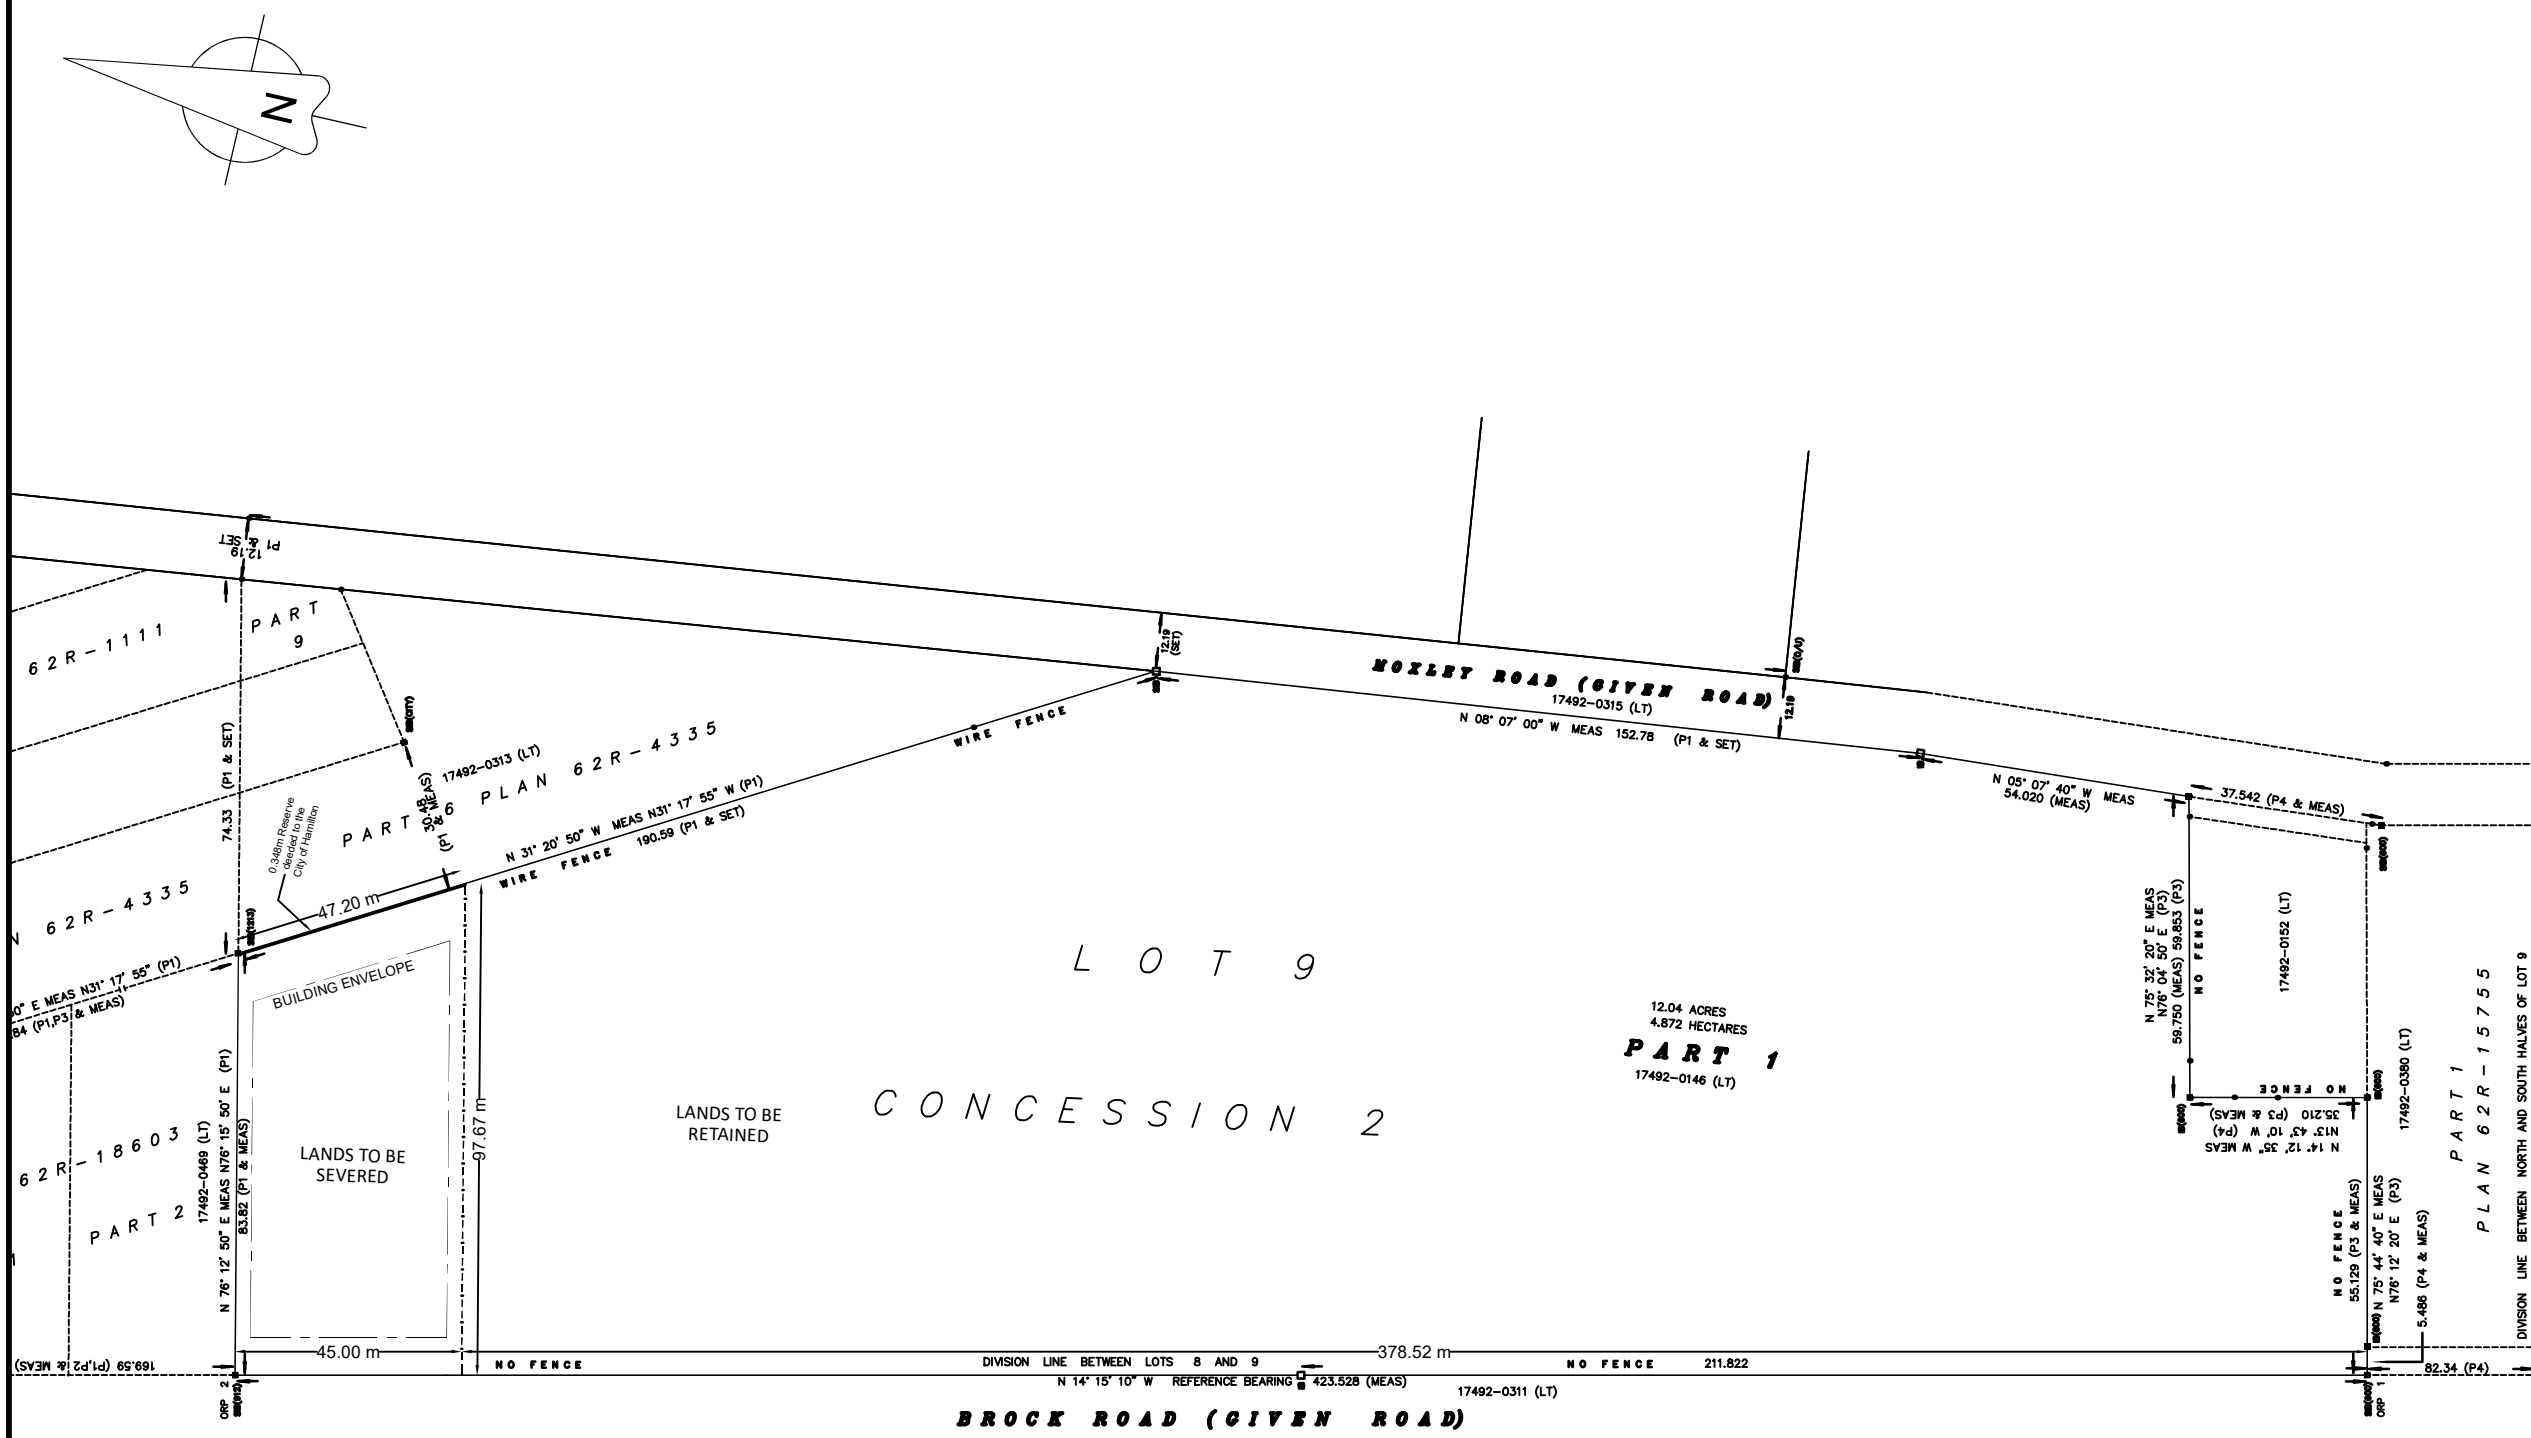 N
12.19
P1 & SET
62R-1111
PART
9
74.33 (P1 & SET)
SIB(CITY)
30.48
(P1 & MEAS)
17492-0313 (LT)
PART 6 PLAN 62R-4335
0.348m Reserve
deeded to the
City of Hamilton
N 62R-4335
SIB(1213)
47.20 m
N 31° 20' 50" W MEAS N31° 17' 55" W (P1)
WIRE FENCE 190.59 (P1 & SET)
WIRE FENCE
12.19
(SET)
MOXLEY ROAD (GIVEN ROAD)
17492-0315 (LT)
N 08° 07' 00" W MEAS 152.78 (P1 & SET)
SIB(O/U)
12.19
N 05° 07' 40" W MEAS
54.020 (MEAS)
37.542 (P4 & MEAS)
0" E MEAS N31° 17' 55" (P1)
.84 (P1,P3 & MEAS)
BUILDING ENVELOPE
LANDS TO BE
SEVERED
97.67 m
LANDS TO BE
RETAINED
LOT 9
CONCESSION 2
12.04 ACRES
4.872 HECTARES
PART 1
17492-0146 (LT)
N 75° 32' 20" E MEAS
N76° 04' 50" E (P3)
59.750 (MEAS) 59.853 (P3)
NO FENCE
17492-0152 (LT)
NO FENCE
35.210 (P3 & MEAS)
N13° 43' 10" W (P4)
N 14° 12' 35" W MEAS
17492-0380 (LT)
PART 1
PLAN 62R-15755
DIVISION LINE BETWEEN NORTH AND SOUTH HALVES OF LOT 9
62R-18603
PART 2
17492-0469 (LT)
N 76° 12' 50" E MEAS N76° 15' 50" E (P1)
83.82 (P1 & MEAS)
NO FENCE
55.129 (P3 & MEAS)
N 75° 44' 40" E MEAS
N76° 12' 20" E (P3)
5.486 (P4 & MEAS)
169.59 (P1,P2 & MEAS)
45.00 m
378.52 m
NO FENCE
DIVISION LINE BETWEEN LOTS 8 AND 9
NO FENCE 211.822
82.34 (P4)
N 14° 15' 10" W REFERENCE BEARING 423.528 (MEAS)
17492-0311 (LT)
ORP 2
SIB(912)
ORP 1
BROCK ROAD (GIVEN ROAD)